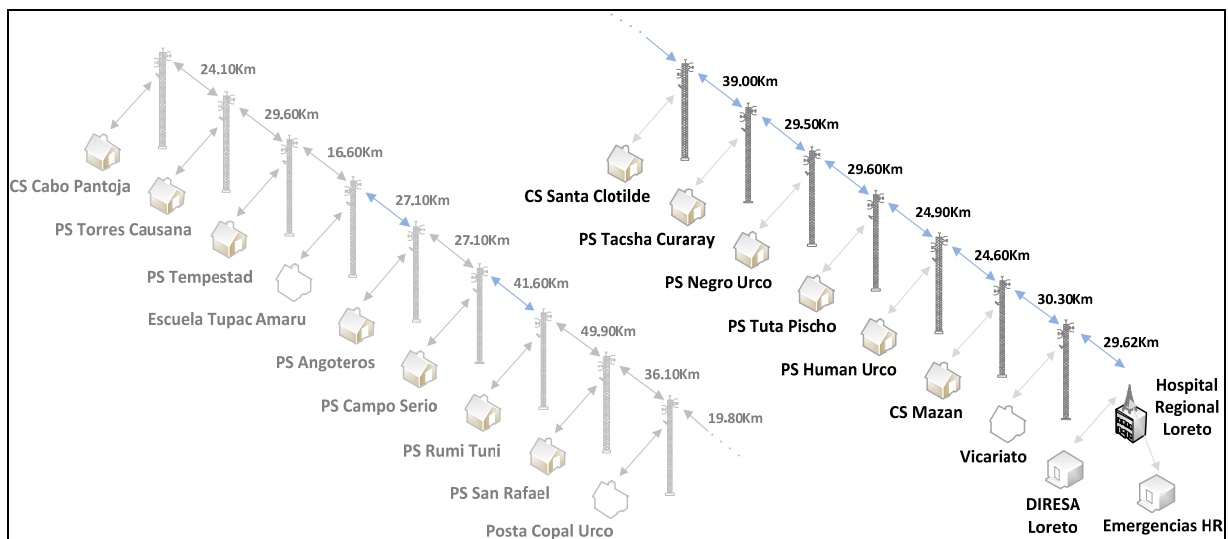 24.10Km
29.60Km
16.60Km
27.10Km
27.10Km
41.60Km
49.90Km
36.10Km
19.80Km
CS Cabo Pantoja
PS Torres Causana
PS Tempestad
Escuela Tupac Amaru
PS Angoteros
PS Campo Serio
PS Rumi Tuni
PS San Rafael
Posta Copal Urco
39.00Km
29.50Km
29.60Km
24.90Km
24.60Km
30.30Km
29.62Km
CS Santa Clotilde
PS Tacsha Curaray
PS Negro Urco
PS Tuta Pischo
PS Human Urco
CS Mazan
Vicariato
DIRESA
Loreto
Hospital
Regional
Loreto
Emergencias HR